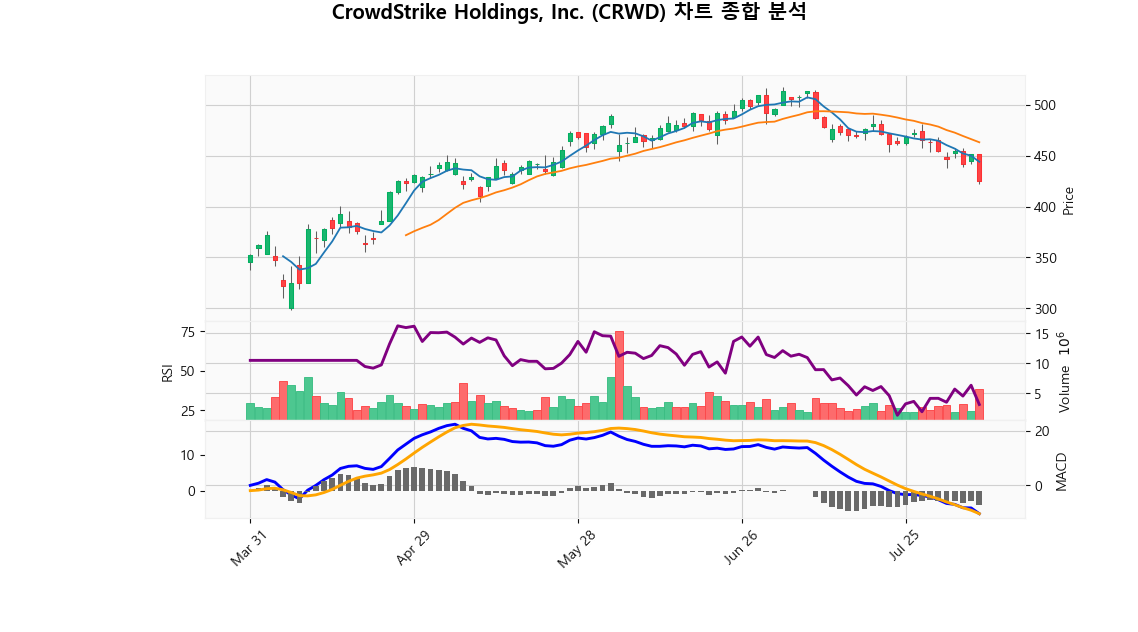 CrowdStrike Holdings, Inc. (CRWD) 차트 종합 분석
500
450
400
350
300
Price
75
50
25
RSI
15
10
5
Volume 10^6
10
0
20
0
MACD
Mar 31
Apr 29
May 28
Jun 26
Jul 25